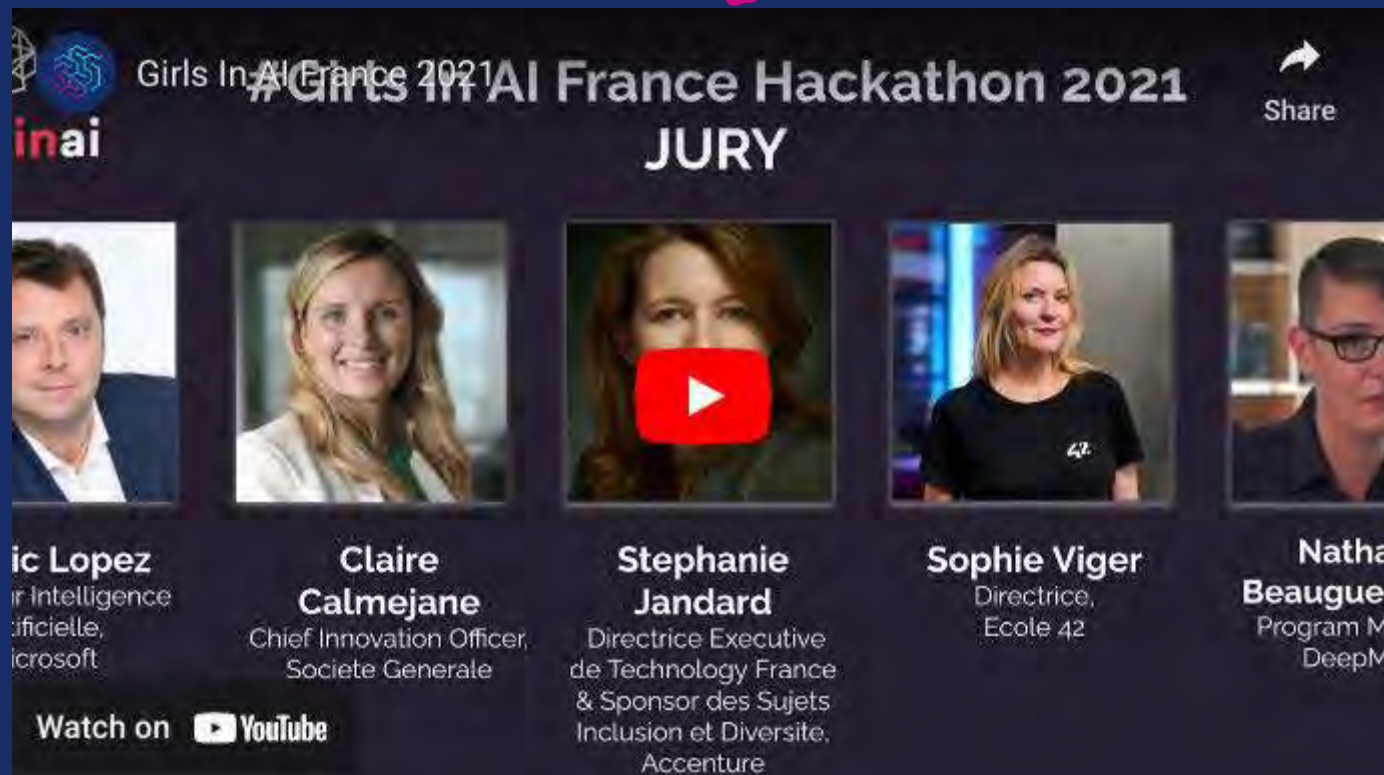 Girls In AI France 2021
#Girls in AI France Hackathon 2021
Share
inai
JURY
ic Lopez
r Intelligence
ificielle,
icrosoft
Claire
Calmejane
Chief Innovation Officer,
Societe Generale
Stephanie
Jandard
Directrice Executive
de Technology France
& Sponsor des Sujets
Inclusion et Diversite,
Accenture
42
Sophie Viger
Directrice,
Ecole 42
Natha
Beaugue
Program M
DeepM
Watch on YouTube